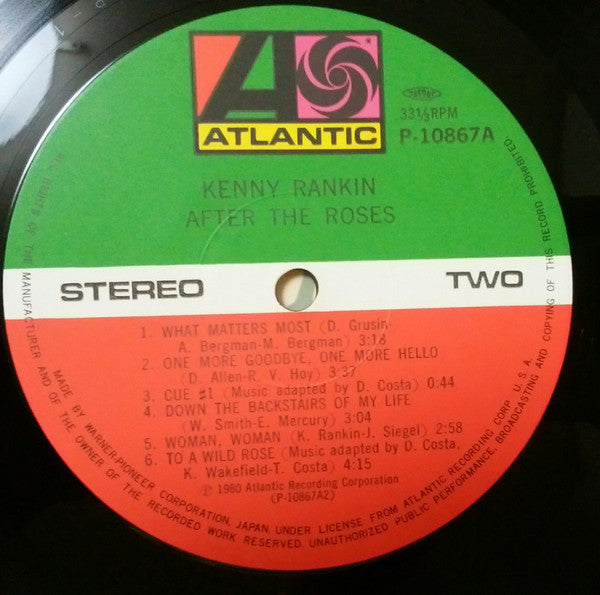 ATLANTIC
33⅓RPM
P-10867A
KENNY RANKIN
AFTER THE ROSES
STEREO
TWO
1. WHAT MATTERS MOST (D. Grusin-
A. Bergman-M. Bergman) 3:18
2. ONE MORE GOODBYE, ONE MORE HELLO
(D. Allen-R. V. Hoy) 3:37
3. CUE #1 (Music adapted by D. Costa) 0:44
4. DOWN THE BACKSTAIRS OF MY LIFE
(W. Smith-E. Mercury) 3:04
5. WOMAN, WOMAN (K. Rankin-J. Siegel) 2:58
6. TO A WILD ROSE (Music adapted by D. Costa,
K. Wakefield-T. Costa) 4:15
℗ 1980 Atlantic Recording Corporation
(P-10867A2)
MADE BY WARNER-PIONEER CORPORATION, JAPAN, UNDER LICENSE FROM ATLANTIC RECORDING CORP. U.S.A.
ALL RIGHTS OF THE MANUFACTURER AND OF THE OWNER OF THE RECORDED WORK RESERVED. UNAUTHORIZED PUBLIC PERFORMANCE, BROADCASTING AND COPYING OF THIS RECORD PROHIBITED.